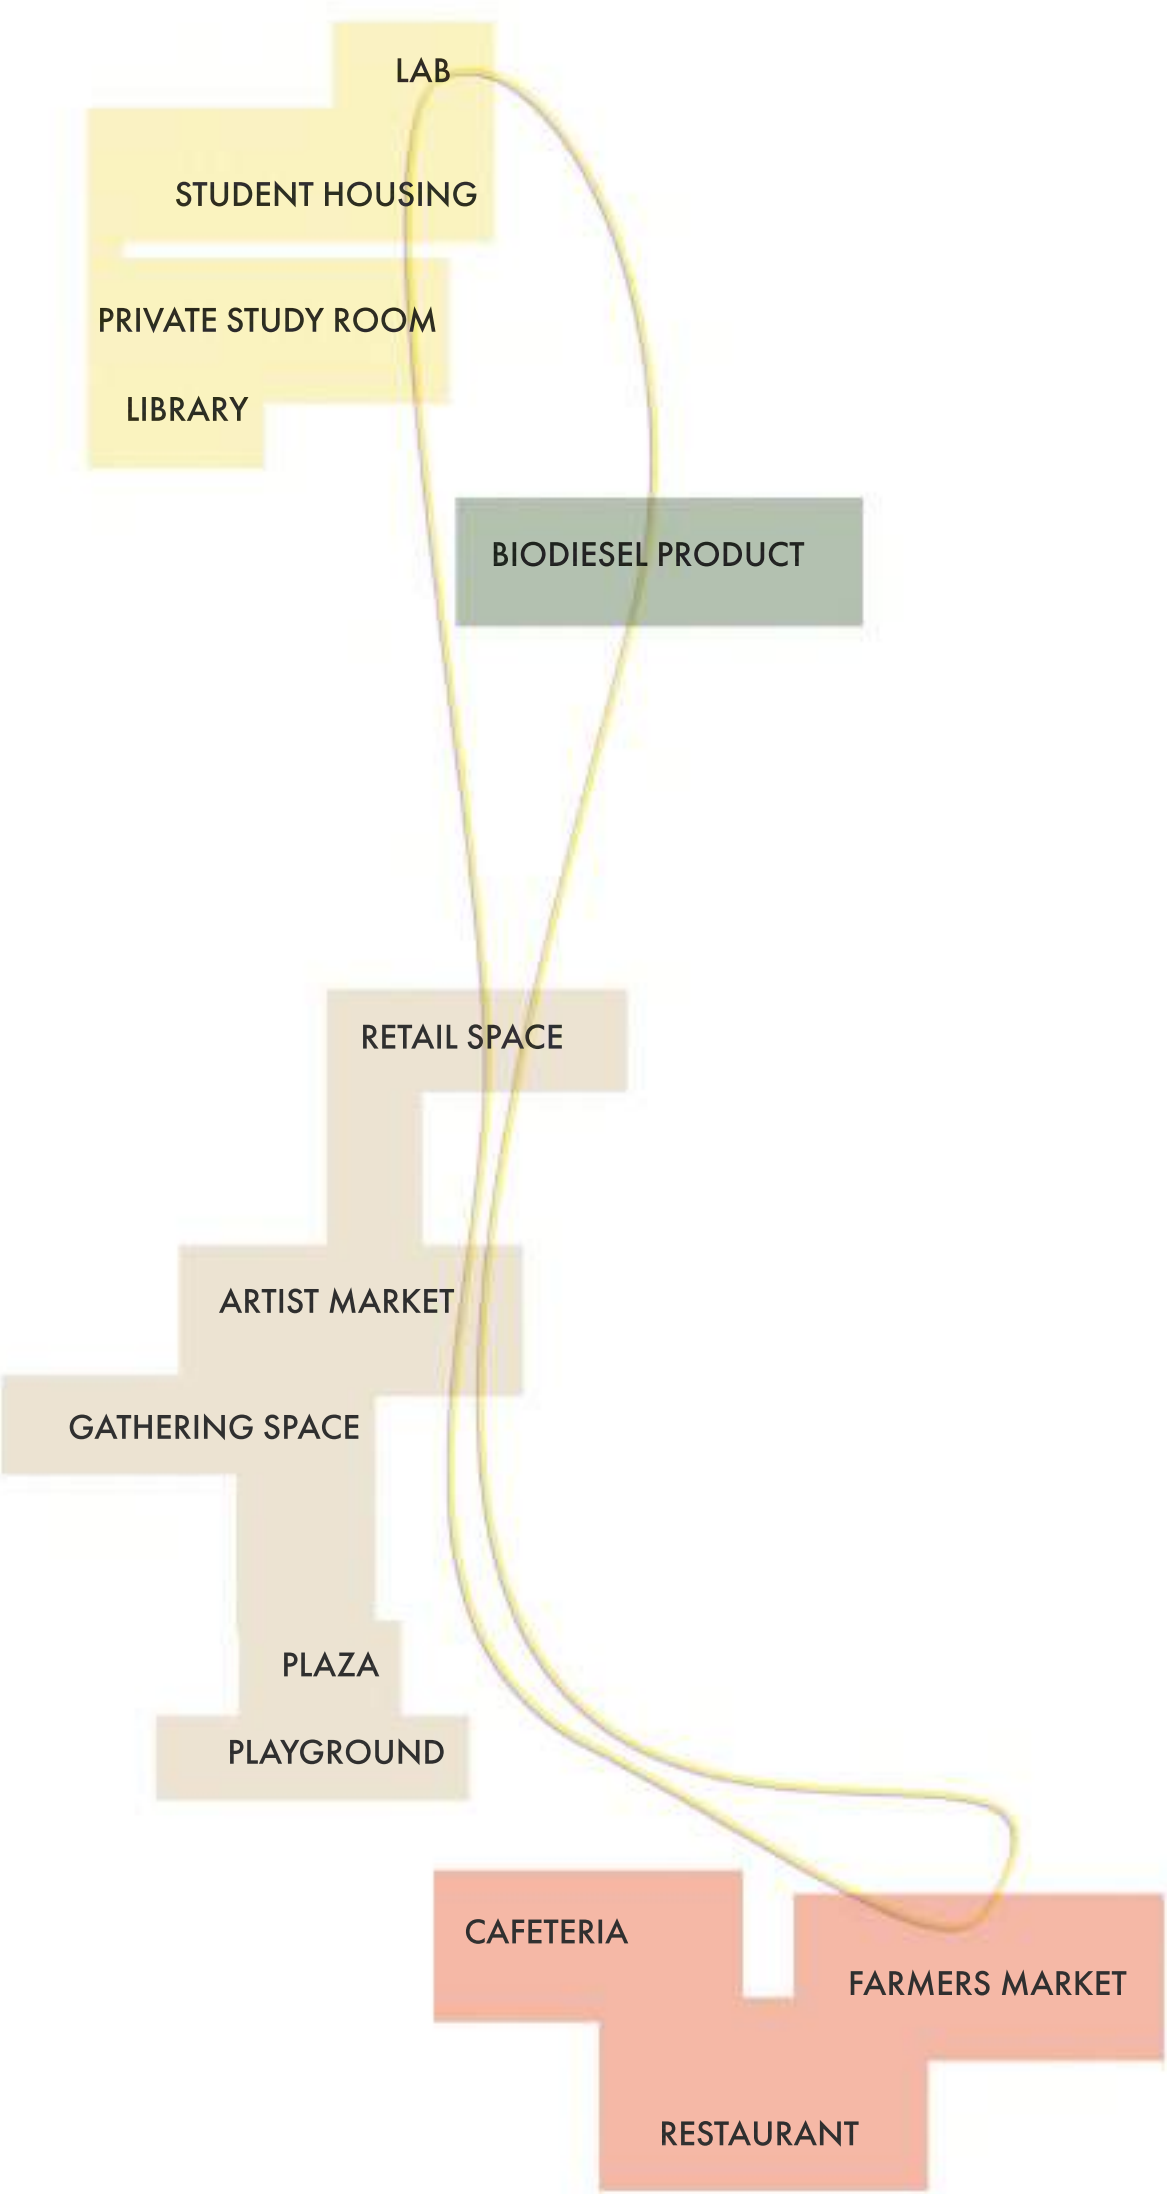 LAB
STUDENT HOUSING
PRIVATE STUDY ROOM
LIBRARY
BIODIESEL PRODUCT
RETAIL SPACE
ARTIST MARKET
GATHERING SPACE
PLAZA
PLAYGROUND
CAFETERIA
FARMERS MARKET
RESTAURANT